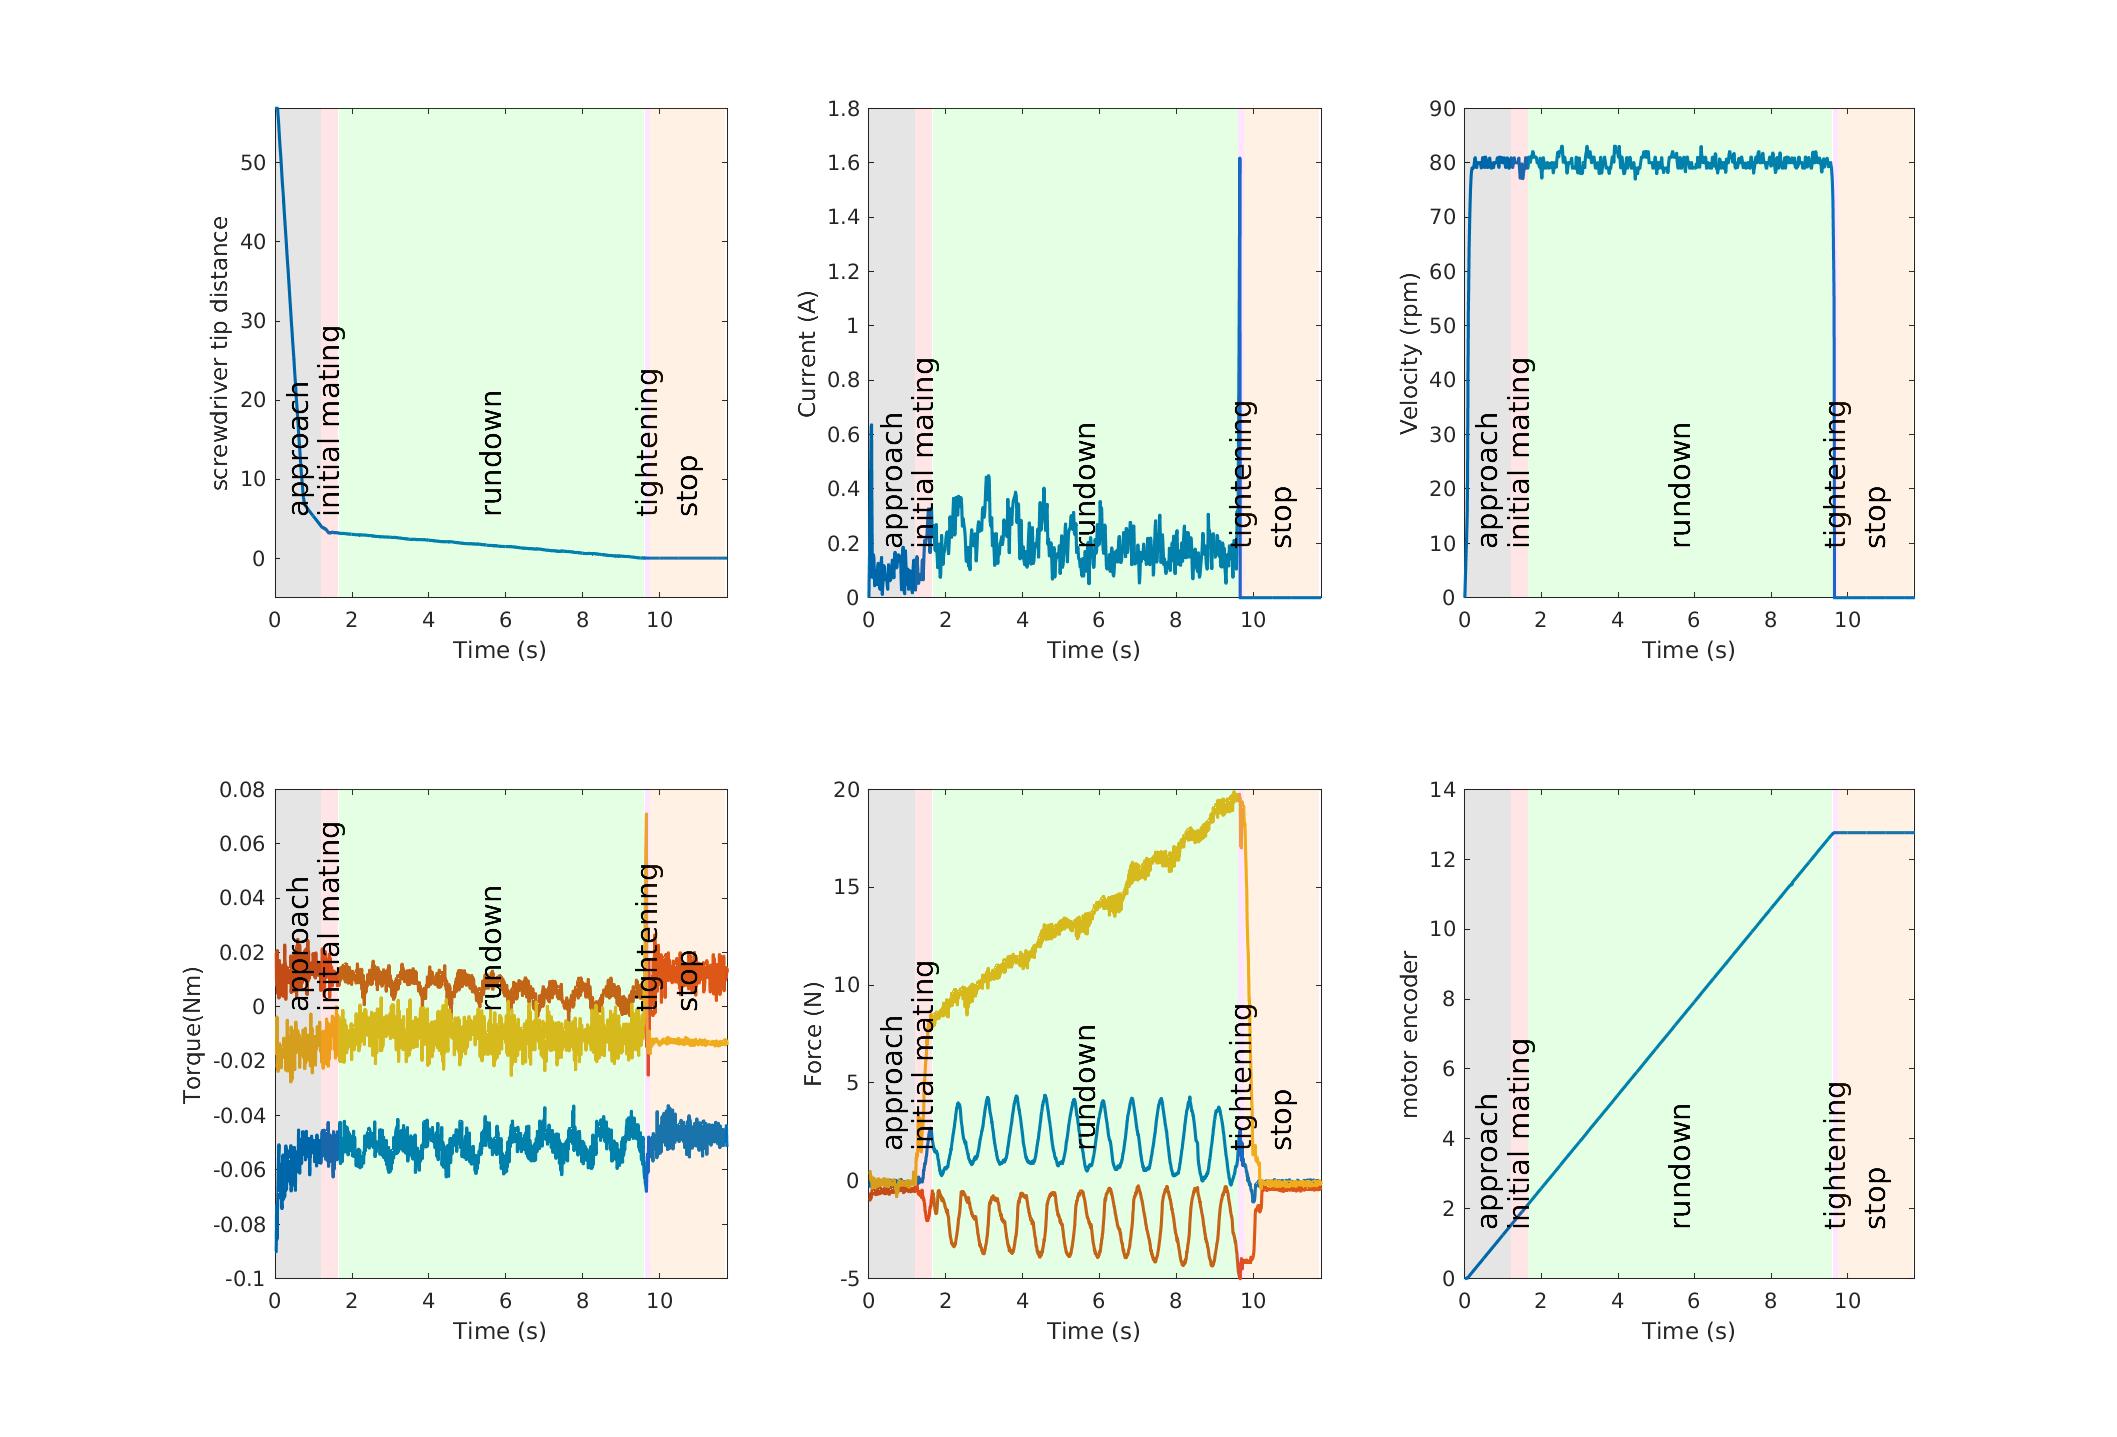 screwdriver tip distance
50
40
30
20
10
0
approach
initial mating
rundown
tightening
stop
0 2 4 6 8 10
Time (s)
Current (A)
1.8
1.6
1.4
1.2
1
0.8
0.6
0.4
0.2
0
approach
initial mating
rundown
tightening
stop
0 2 4 6 8 10
Time (s)
Velocity (rpm)
90
80
70
60
50
40
30
20
10
0
approach
initial mating
rundown
tightening
stop
0 2 4 6 8 10
Time (s)
Torque(Nm)
0.08
0.06
0.04
0.02
0
-0.02
-0.04
-0.06
-0.08
-0.1
approach
initial mating
rundown
tightening
stop
0 2 4 6 8 10
Time (s)
Force (N)
20
15
10
5
0
-5
approach
initial mating
rundown
tightening
stop
0 2 4 6 8 10
Time (s)
motor encoder
14
12
10
8
6
4
2
0
approach
initial mating
rundown
tightening
stop
0 2 4 6 8 10
Time (s)